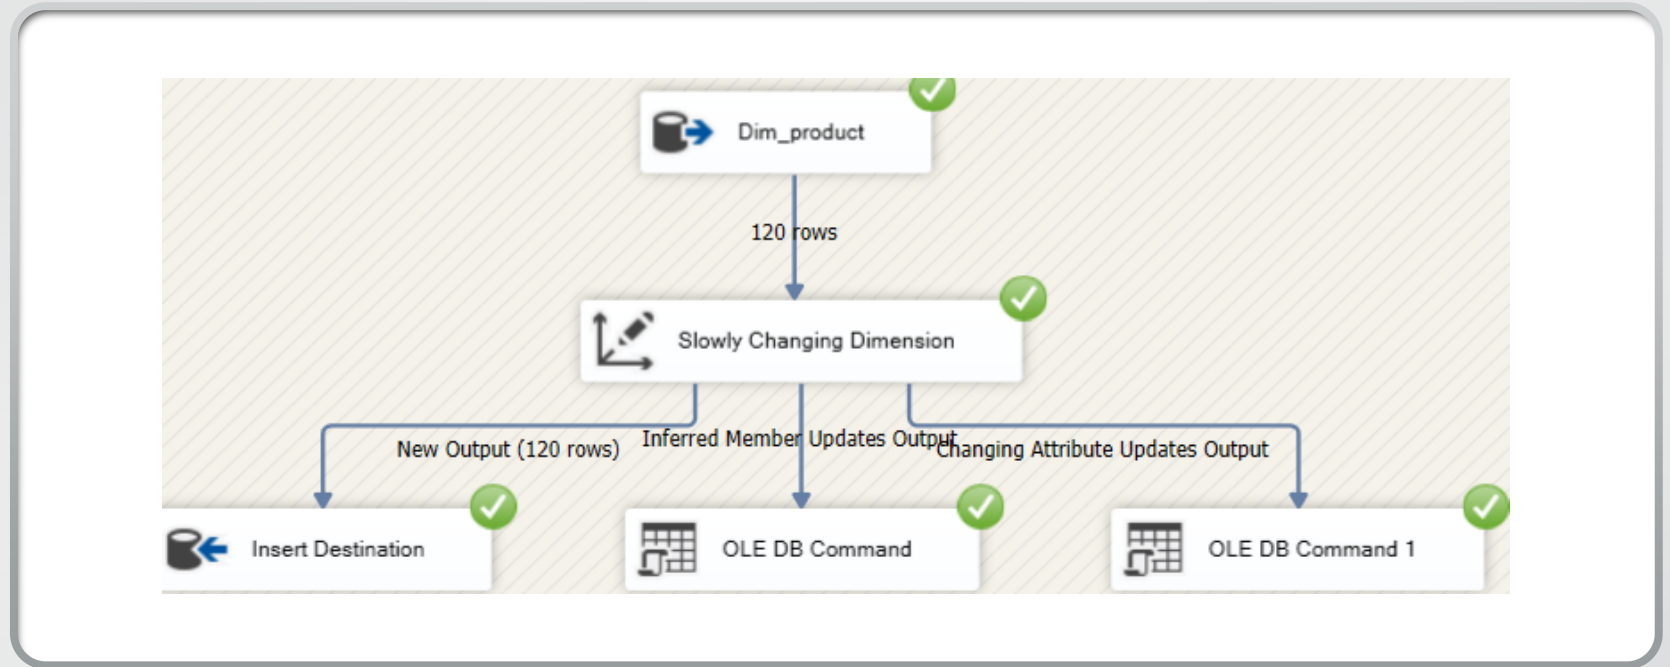 Dim_product
120 rows
Slowly Changing Dimension
New Output (120 rows)
Inferred Member Updates Output
Changing Attribute Updates Output
Insert Destination
OLE DB Command
OLE DB Command 1